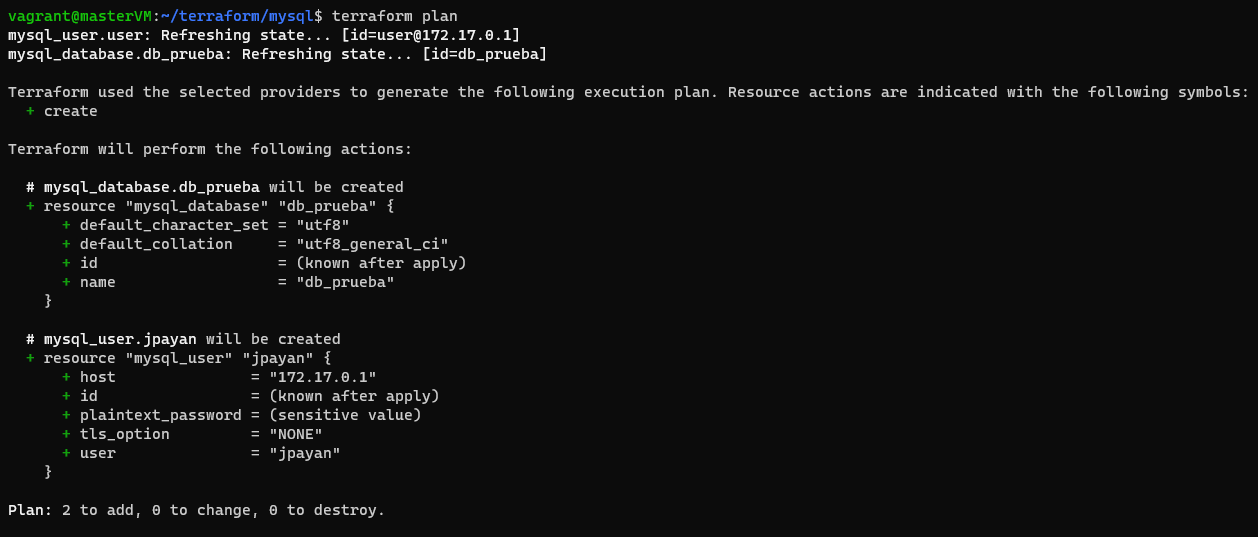 vagrant@masterVM:~/terraform/mysql$ terraform plan
mysql_user.user: Refreshing state... [id=user@172.17.0.1]
mysql_database.db_prueba: Refreshing state... [id=db_prueba]

Terraform used the selected providers to generate the following execution plan. Resource actions are indicated with the following symbols:
  + create

Terraform will perform the following actions:

  # mysql_database.db_prueba will be created
  + resource "mysql_database" "db_prueba" {
      + default_character_set = "utf8"
      + default_collation     = "utf8_general_ci"
      + id                    = (known after apply)
      + name                  = "db_prueba"
    }

  # mysql_user.jpayan will be created
  + resource "mysql_user" "jpayan" {
      + host               = "172.17.0.1"
      + id                 = (known after apply)
      + plaintext_password = (sensitive value)
      + tls_option         = "NONE"
      + user               = "jpayan"
    }

Plan: 2 to add, 0 to change, 0 to destroy.